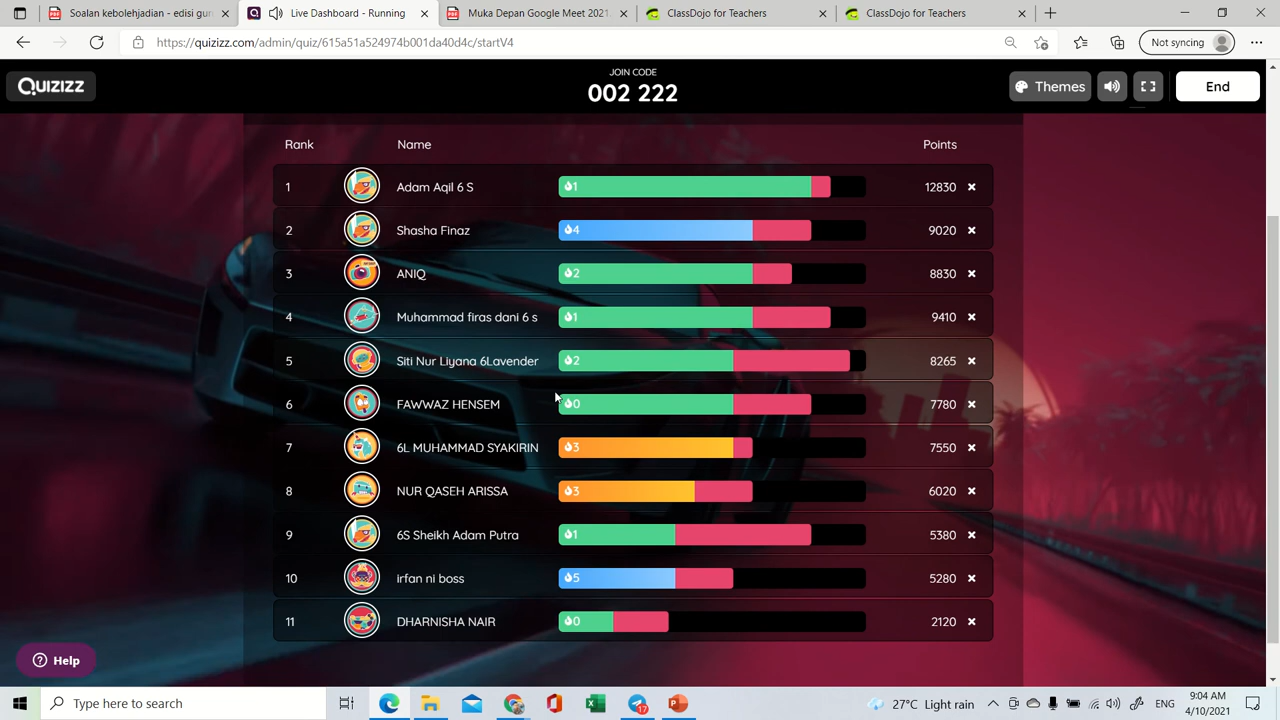 Soalan kebolehjadian - edisi guru
Live Dashboard - Running
Muka Depan Google Meet 2021
ClassDojo for Teachers
ClassDojo for Teachers
https://quizizz.com/admin/quiz/615a51a524974b001da40d4c/startV4
Not syncing
Quizizz
JOIN CODE
002 222
Themes
End
Rank Name Points
1 Adam Aqil 6 S 1 12830
2 Shasha Finaz 4 9020
3 ANIQ 2 8830
4 Muhammad firas dani 6 s 1 9410
5 Siti Nur Liyana 6Lavender 2 8265
6 FAWWAZ HENSEM 0 7780
7 6L MUHAMMAD SYAKIRIN 3 7550
8 NUR QASEH ARISSA 3 6020
9 6S Sheikh Adam Putra 1 5380
10 irfan ni boss 5 5280
11 DHARNISHA NAIR 0 2120
Help
Type here to search
17
27°C Light rain
ENG
9:04 AM
4/10/2021